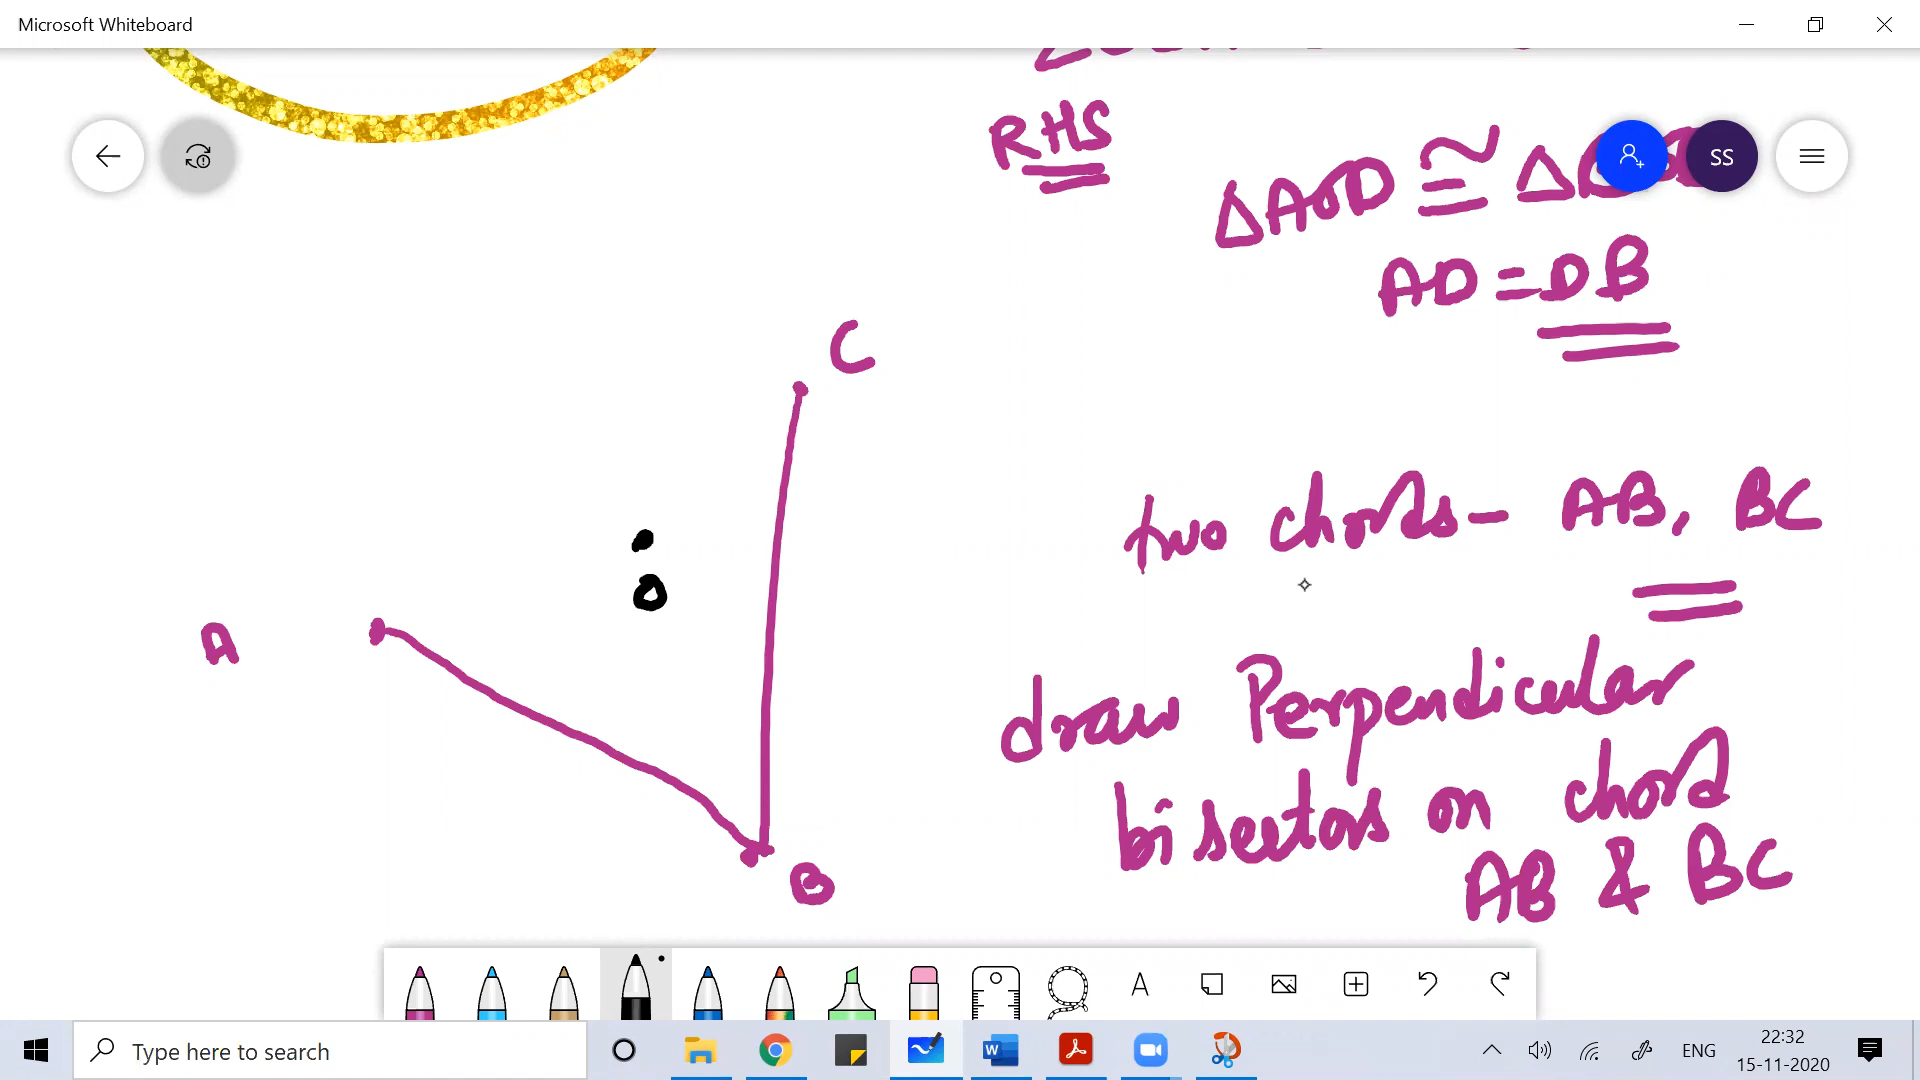 Microsoft Whiteboard
RHS
SS
ΔAOD ≅ Δ
AD = DB
C
two chords - AB, BC
O
A
draw Perpendicular
bisectors on chord
AB & BC
B
A
Type here to search
ENG
22:32
15-11-2020